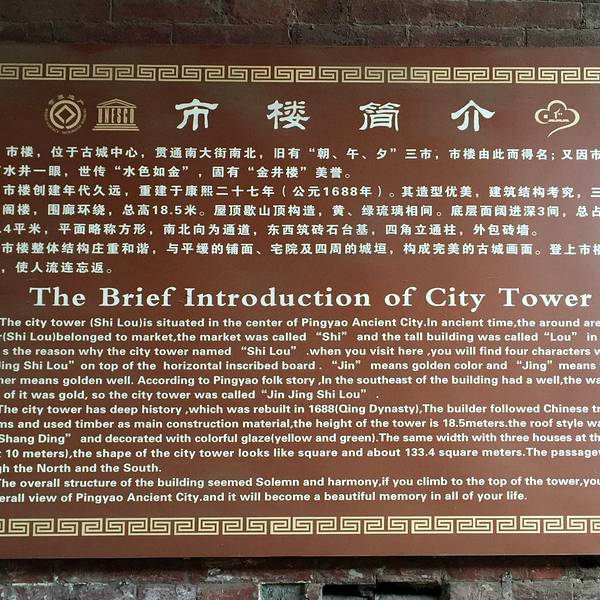 UNESCO
市楼简介
市楼，位于古城中心，贯通南大街南北，旧有“朝、午、夕”三市，市楼由此而得名；又因市
水井一眼，世传“水色如金”，固有“金井楼”美誉。
市楼创建年代久远，重建于康熙二十七年（公元1688年）。其造型优美，建筑结构考究，三
阁楼，围廊环绕，总高18.5米。屋顶歇山顶构造，黄、绿琉璃相间。底层面阔进深3间，总占
.4平米，平面略称方形，南北向为通道，东西筑砖石台基，四角立通柱，外包砖墙。
市楼整体结构庄重和谐，与平缓的铺面、宅院及四周的城垣，构成完美的古城画面。登上市楼
，使人流连忘返。
The Brief Introduction of City Tower
The city tower (Shi Lou)is situated in the center of Pingyao Ancient City.In ancient time,the around are
r(Shi Lou)belonged to market,the market was called “Shi” and the tall building was called“Lou” in
s the reason why the city tower named “Shi Lou” .when you visit here ,you will find four characters w
Jing Shi Lou”on top of the horizontal inscribed board . “Jin” means golden color and “Jing”means
her means golden well. According to Pingyao folk story ,In the southeast of the building had a well,the wa
of it was gold, so the city tower was called“Jin Jing Shi Lou” .
The city tower has deep history ,which was rebuilt in 1688(Qing Dynasty),The builder followed Chinese tr
ms and used timber as main construction material,the height of the tower is 18.5meters.the roof style wa
Shang Ding” and decorated with colorful glaze(yellow and green).The same width with three houses at th
t 10 meters),the shape of the city tower looks like square and about 133.4 square meters.The passagew
gh the North and the South.
The overall structure of the building seemed Solemn and harmony,if you climb to the top of the tower,you
erall view of Pingyao Ancient City.and it will become a beautiful memory in all of your life.